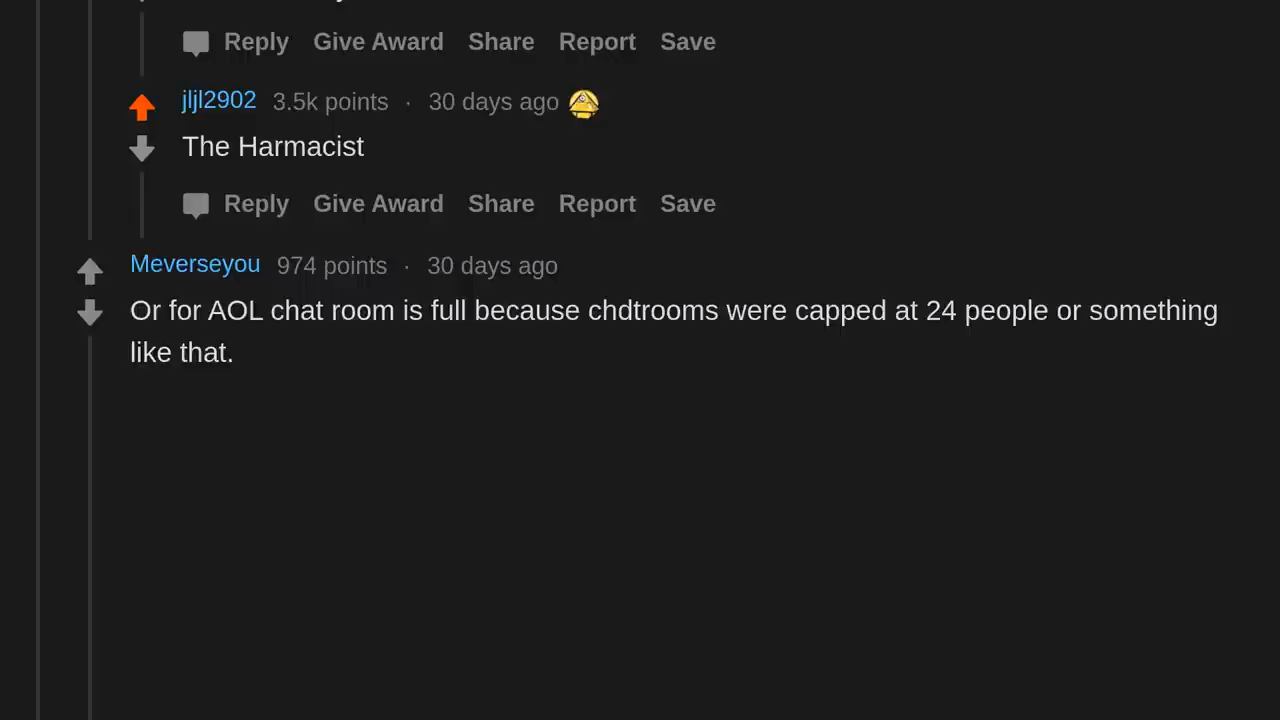 Reply Give Award Share Report Save
jljl2902 3.5k points · 30 days ago
The Harmacist
Reply Give Award Share Report Save
Meverseyou 974 points · 30 days ago
Or for AOL chat room is full because chdtrooms were capped at 24 people or something
like that.